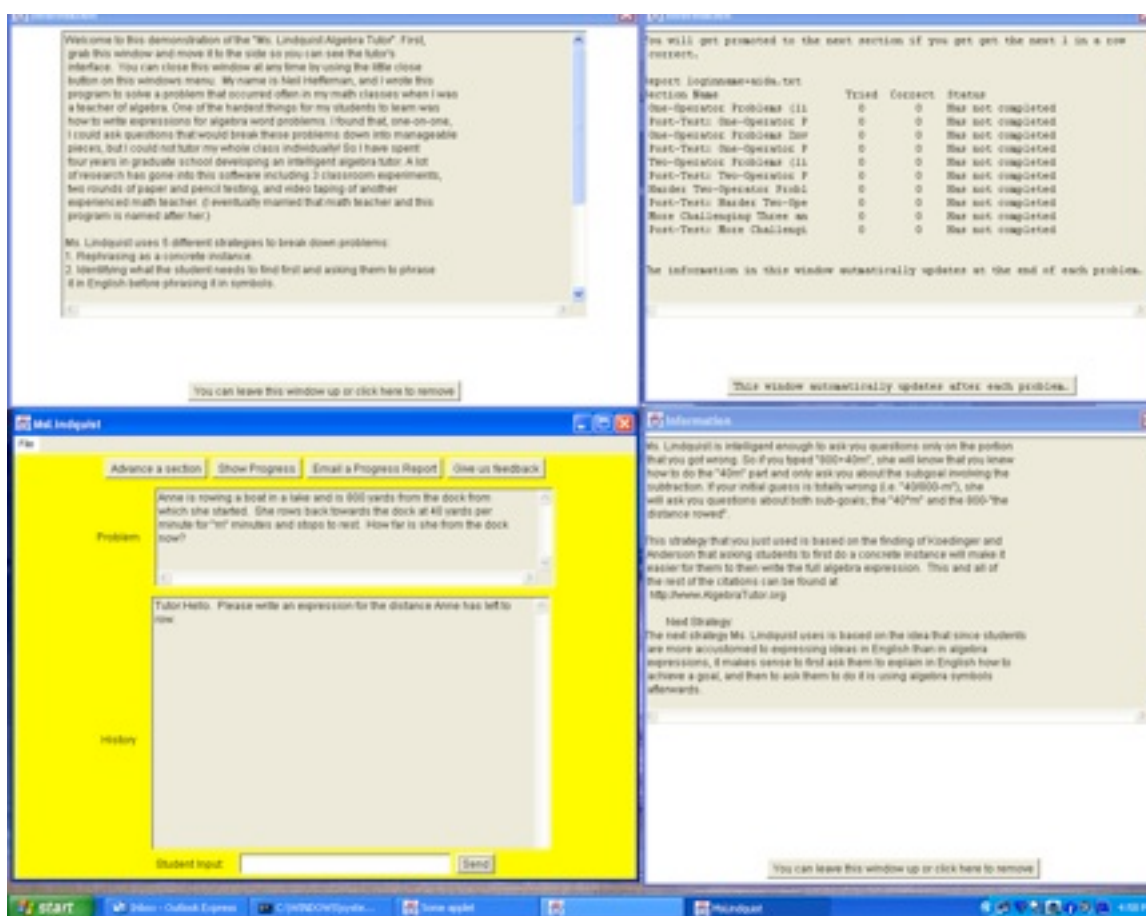 Information
Welcome to this demonstration of the "Ms. Lindquist Algebra Tutor". First,
grab this window and move it to the side so you can see the tutor's
interface. You can close this window at any time by using the little close
button on this windows menu. My name is Neil Heffernan, and I wrote this
program to solve a problem that occurred often in my math classes when I was
a teacher of algebra. One of the hardest things for my students to learn was
how to write expressions for algebra word problems. I found that, one-on-one,
I could ask questions that would break these problems down into manageable
pieces, but I could not tutor my whole class individually! So I have spent
four years in graduate school developing an intelligent algebra tutor. A lot
of research has gone into this software including 3 classroom experiments,
two rounds of paper and pencil testing, and video taping of another
experienced math teacher. (I eventually married that math teacher and this
program is named after her.)
Ms. Lindquist uses 5 different strategies to break down problems:
1. Rephrasing as a concrete instance.
2. Identifying what the student needs to find first and asking them to phrase
it in English before phrasing it in symbols.
You can leave this window up or click here to remove
Information
You will get promoted to the next section if you get get the next 1 in a row
correct.
eport loginname=aida.txt
ection Name Tried Correct Status
One-Operator Problems (li 0 0 Has not completed
Post-Test: One-Operator P 0 0 Has not completed
One-Operator Problems Inv 0 0 Has not completed
Post-Test: One-Operator P 0 0 Has not completed
Two-Operator Problems (li 0 0 Has not completed
Post-Test: Two-Operator P 0 0 Has not completed
Harder Two-Operator Probl 0 0 Has not completed
Post-Test: Harder Two-Ope 0 0 Has not completed
More Challenging Three an 0 0 Has not completed
Post-Test: More Challengi 0 0 Has not completed
he information in this window automatically updates at the end of each problem.
This window automatically updates after each problem.
MsLindquist
File
Advance a section Show Progress Email a Progress Report Give us feedback
Problem
Anne is rowing a boat in a lake and is 800 yards from the dock from
which she started. She rows back towards the dock at 40 yards per
minute for "m" minutes and stops to rest. How far is she from the dock
now?
History
Tutor:Hello. Please write an expression for the distance Anne has left to
row.
Student Input:
Send
Information
Ms. Lindquist is intelligent enough to ask you questions only on the portion
that you got wrong. So if you typed "800+40m", she will know that you knew
how to do the "40m" part and only ask you about the subgoal involving the
subtraction. If your initial guess is totally wrong (i.e. "40/800-m"), she
will ask you questions about both sub-goals; the "40*m" and the 800-"the
distance rowed".
This strategy that you just used is based on the finding of Koedinger and
Anderson that asking students to first do a concrete instance will make it
easier for them to then write the full algebra expression. This and all of
the rest of the citations can be found at
http://www.AlgebraTutor.org
Next Strategy
The next strategy Ms. Lindquist uses is based on the idea that since students
are more accustomed to expressing ideas in English than in algebra
expressions, it makes sense to first ask them to explain in English how to
achieve a goal, and then to ask them to do it is using algebra symbols
afterwards.
You can leave this window up or click here to remove
start
Inbox - Outlook Express
C:\WINDOWS\syste...
Some applet
MsLindquist